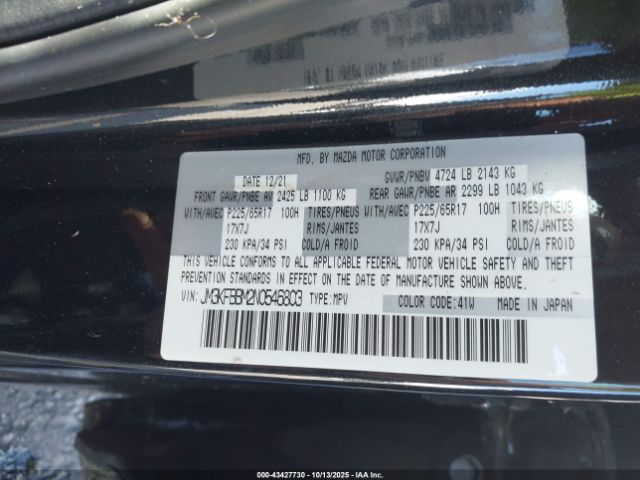 MFD. BY MAZDA MOTOR CORPORATION
DATE 12/21 GVWR/PNBV 4724 LB 2143 KG
FRONT GAWR/PNBE AV 2425 LB 1100 KG REAR GAWR/PNBE AR 2299 LB 1043 KG
WITH/AVEC P225/65R17 100H TIRES/PNEUS WITH/AVEC P225/65R17 100H TIRES/PNEUS
17X7J RIMS/JANTES 17X7J RIMS/JANTES
230 KPA/34 PSI COLD/A FROID 230 KPA/34 PSI COLD/A FROID
THIS VEHICLE CONFORMS TO ALL APPLICABLE FEDERAL MOTOR VEHICLE SAFETY AND THEFT
PREVENTION STANDARDS IN EFFECT ON THE DATE OF MANUFACTURE SHOWN ABOVE.
VIN: JM3KFBBM2N0546803 TYPE:MPV COLOR CODE:41W MADE IN JAPAN
000-43427730 - 10/13/2025 - IAA, Inc.